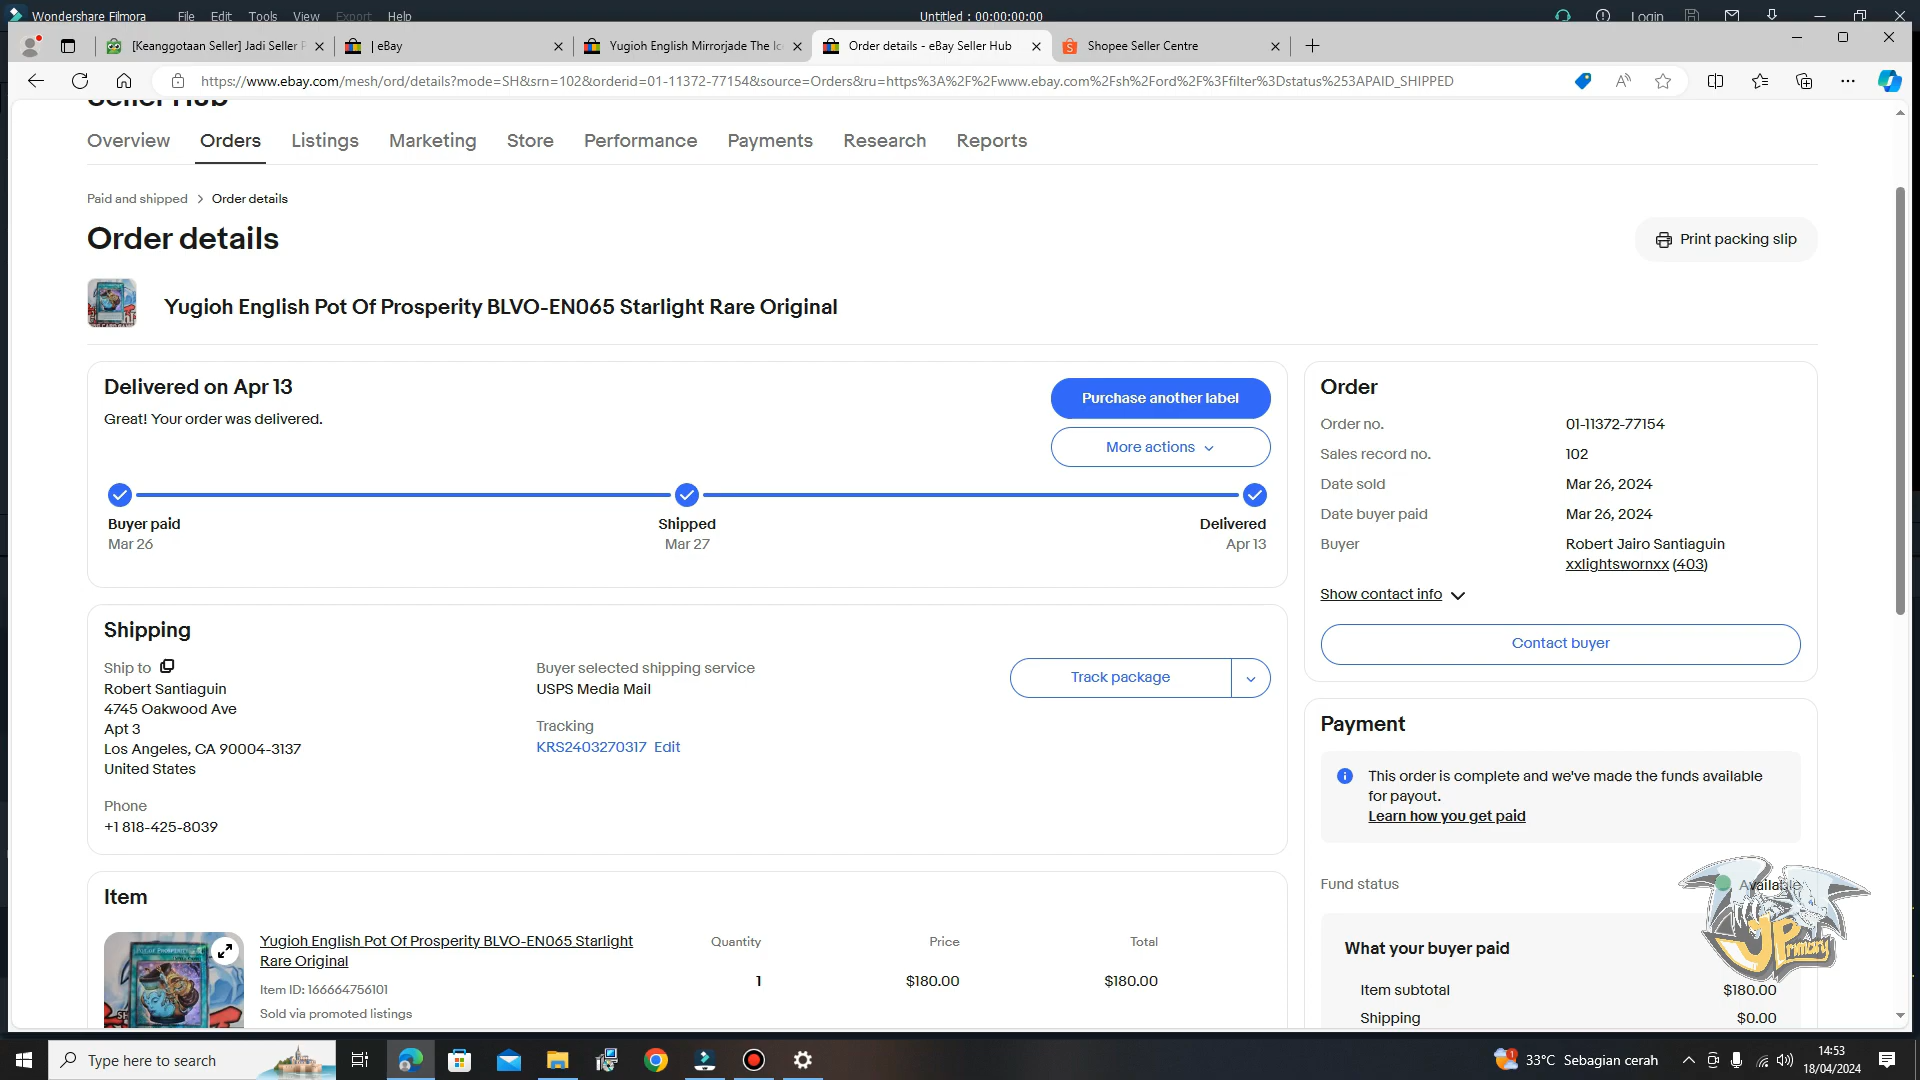 Wondershare Filmora File Edit Tools View Export Help Untitled : 00:00:00:00 Login
[Keanggotaan Seller] Jadi Seller | eBay Yugioh English Mirrorjade The Ic Order details - eBay Seller Hub Shopee Seller Centre
https://www.ebay.com/mesh/ord/details?mode=SH&srn=102&orderid=01-11372-77154&source=Orders&ru=https%3A%2F%2Fwww.ebay.com%2Fsh%2Ford%2F%3Ffilter%3Dstatus%253APAID_SHIPPED
Seller Hub
Overview Orders Listings Marketing Store Performance Payments Research Reports
Paid and shipped > Order details
Order details
Print packing slip
Yugioh English Pot Of Prosperity BLVO-EN065 Starlight Rare Original
Delivered on Apr 13
Great! Your order was delivered.
Purchase another label
More actions
Buyer paid
Mar 26
Shipped
Mar 27
Delivered
Apr 13
Shipping
Ship to
Robert Santiaguin
4745 Oakwood Ave
Apt 3
Los Angeles, CA 90004-3137
United States
Phone
+1 818-425-8039
Buyer selected shipping service
USPS Media Mail
Tracking
KRS2403270317 Edit
Track package
Item
Yugioh English Pot Of Prosperity BLVO-EN065 Starlight
Rare Original
Item ID: 166664756101
Sold via promoted listings
Quantity
1
Price
$180.00
Total
$180.00
Order
Order no. 01-11372-77154
Sales record no. 102
Date sold Mar 26, 2024
Date buyer paid Mar 26, 2024
Buyer Robert Jairo Santiaguin
xxlightswornxx (403)
Show contact info
Contact buyer
Payment
This order is complete and we've made the funds available
for payout.
Learn how you get paid
Fund status Available
JPrimary
What your buyer paid
Item subtotal $180.00
Shipping $0.00
Type here to search
33°C Sebagian cerah
14:53
18/04/2024